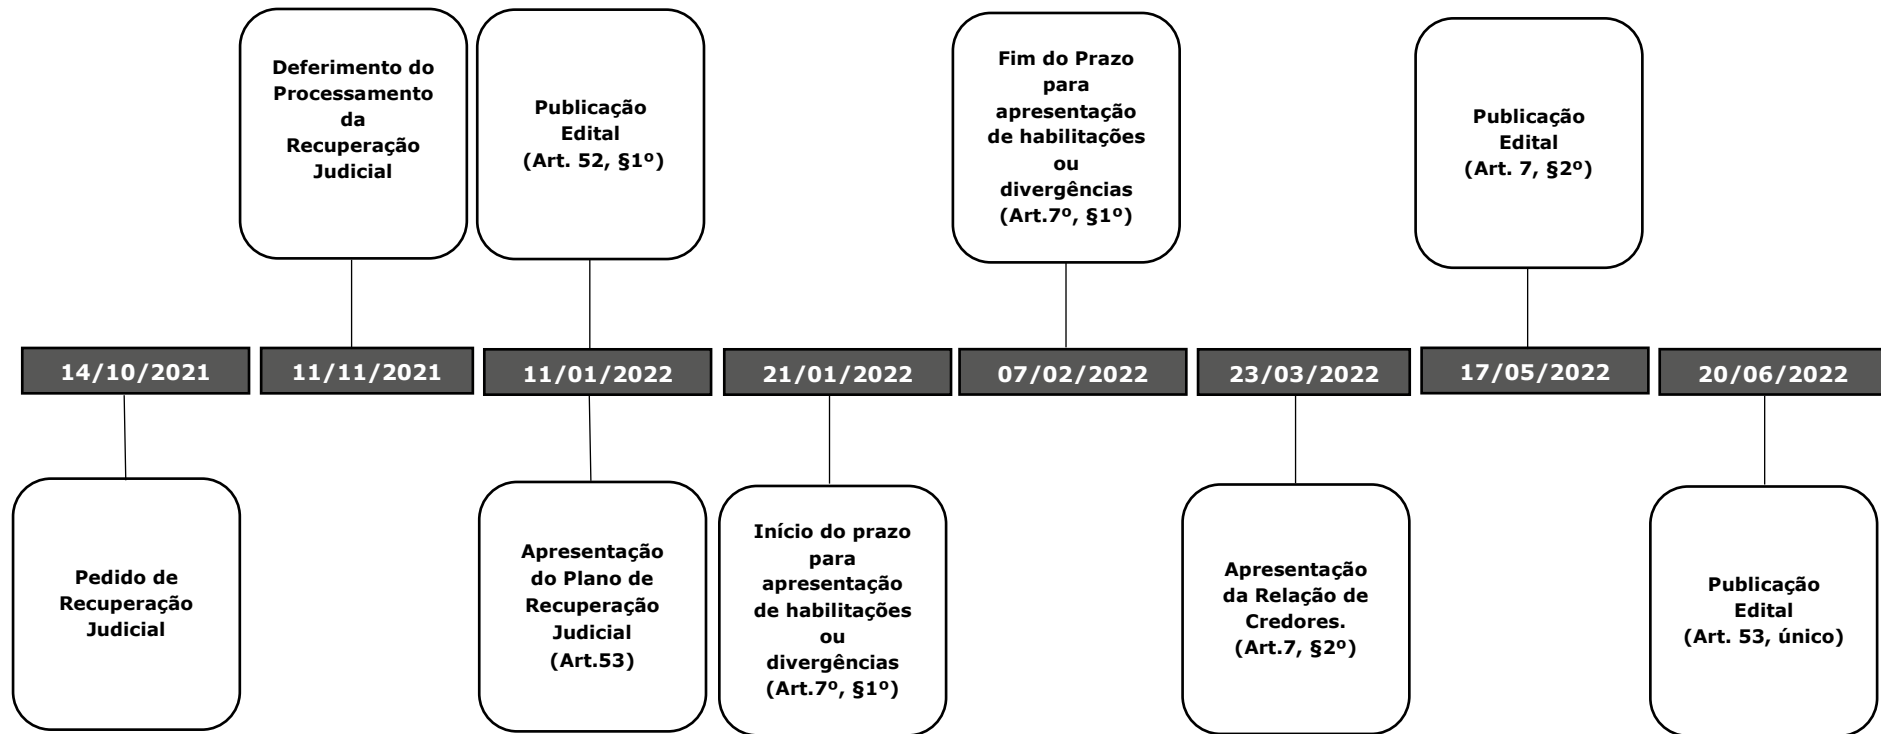 Deferimento do
Processamento
da
Recuperação
Judicial
Publicação
Edital
(Art. 52, §1º)
Fim do Prazo
para
apresentação
de habilitações
ou
divergências
(Art.7º, §1º)
Publicação
Edital
(Art. 7, §2º)
14/10/2021
11/11/2021
11/01/2022
21/01/2022
07/02/2022
23/03/2022
17/05/2022
20/06/2022
Pedido de
Recuperação
Judicial
Apresentação
do Plano de
Recuperação
Judicial
(Art.53)
Início do prazo
para
apresentação
de habilitações
ou
divergências
(Art.7º, §1º)
Apresentação
da Relação de
Credores.
(Art.7, §2º)
Publicação
Edital
(Art. 53, único)